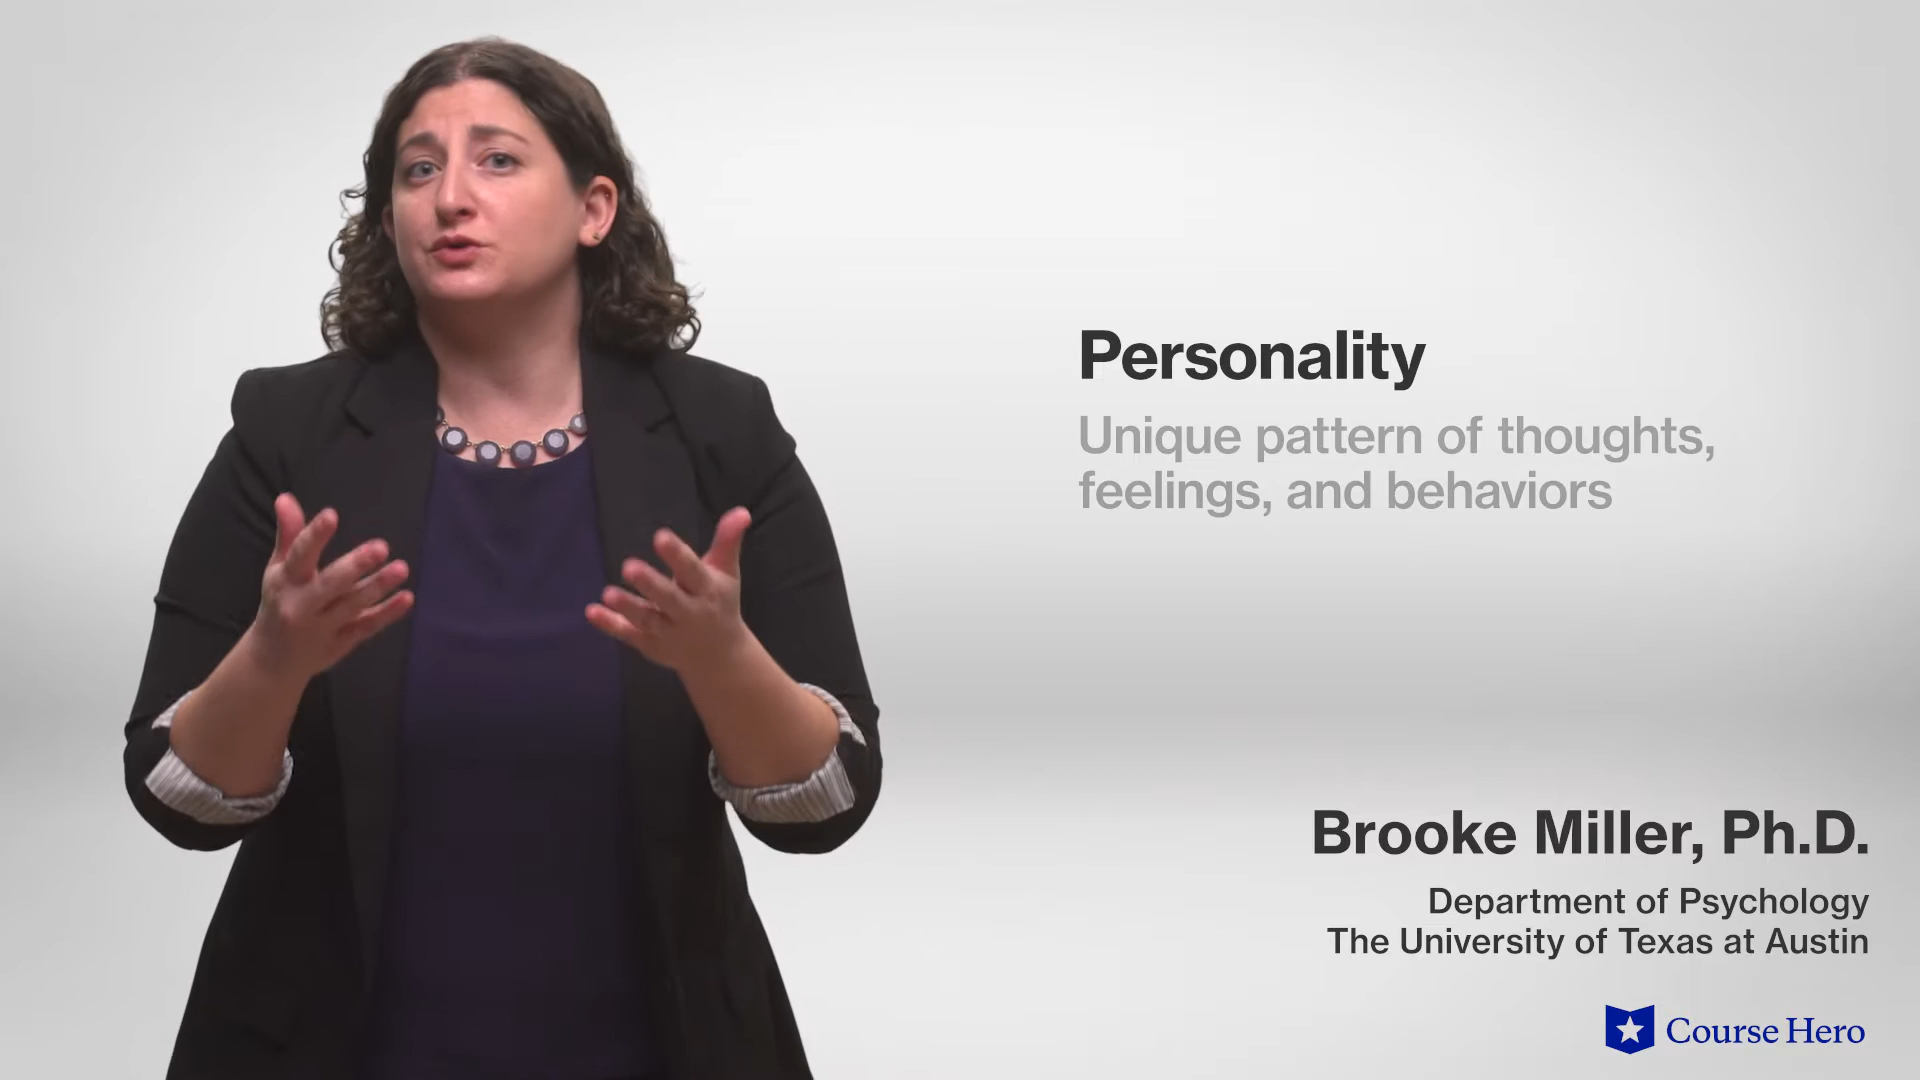 Personality
Unique pattern of thoughts,
feelings, and behaviors
Brooke Miller, Ph.D.
Department of Psychology
The University of Texas at Austin
Course Hero